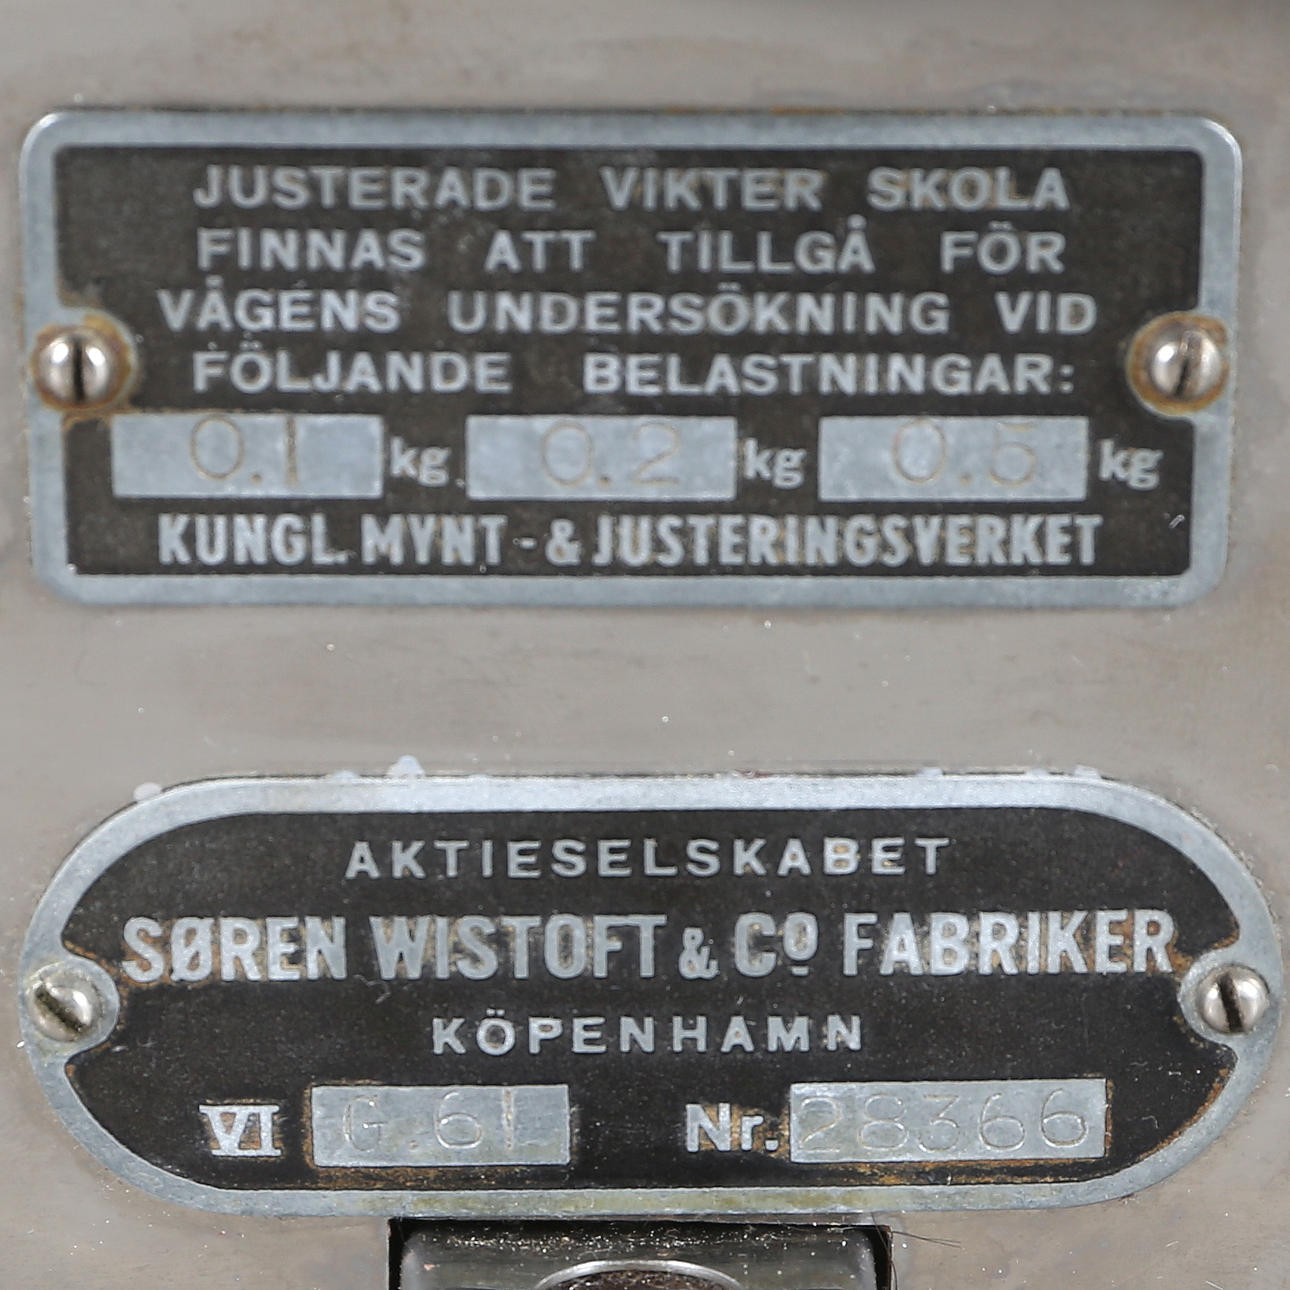 JUSTERADE VIKTER SKOLA
FINNAS ATT TILLGÅ FÖR
VÅGENS UNDERSÖKNING VID
FÖLJANDE BELASTNINGAR:
0.1 kg 0.2 kg 0.5 kg
KUNGL. MYNT - & JUSTERINGSVERKET
AKTIESELSKABET
SØREN WISTOFT & Cº FABRIKER
KÖPENHAMN
VI G.61 Nr. 28366